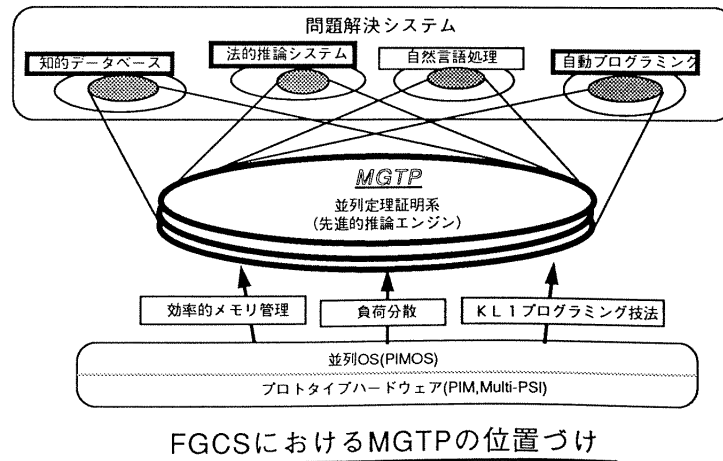 問題解決システム
知的データベース
法的推論システム
自然言語処理
自動プログラミング
MGTP
並列定理証明系
(先進的推論エンジン)
効率的メモリ管理
負荷分散
KL1プログラミング技法
並列OS(PIMOS)
プロトタイプハードウェア(PIM,Multi-PSI)
FGCSにおけるMGTPの位置づけ